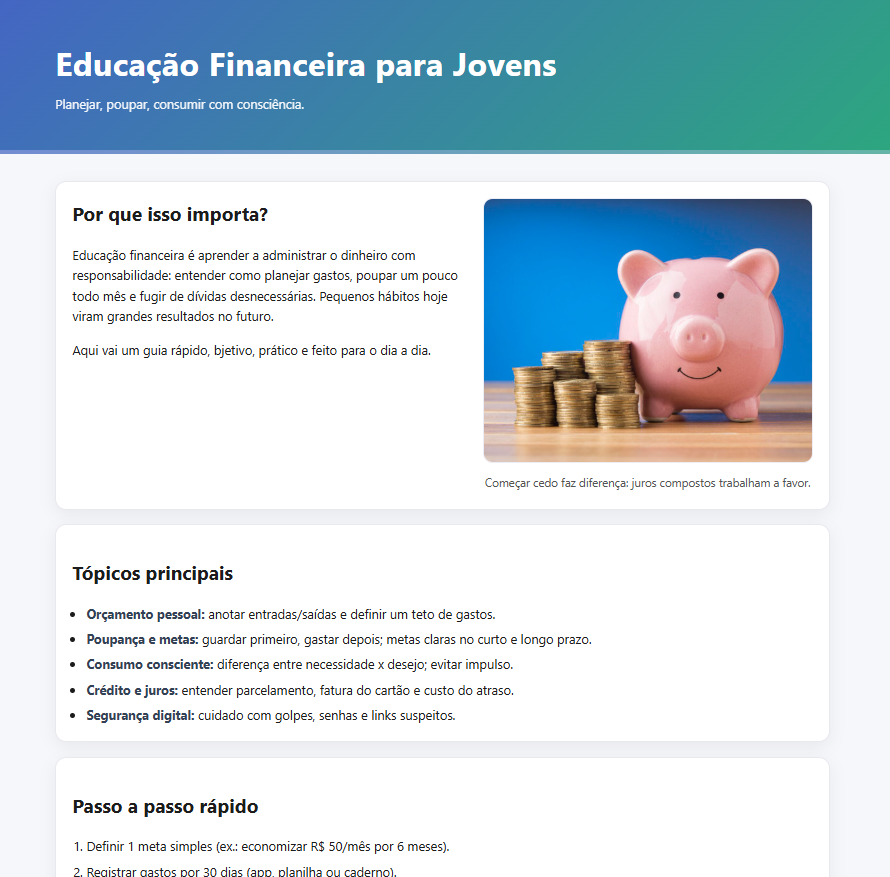 Educação Financeira para Jovens
Planejar, poupar, consumir com consciência.
Por que isso importa?
Educação financeira é aprender a administrar o dinheiro com
responsabilidade: entender como planejar gastos, poupar um pouco
todo mês e fugir de dívidas desnecessárias. Pequenos hábitos hoje
viram grandes resultados no futuro.
Aqui vai um guia rápido, bjetivo, prático e feito para o dia a dia.
Começar cedo faz diferença: juros compostos trabalham a favor.
Tópicos principais
• Orçamento pessoal: anotar entradas/saídas e definir um teto de gastos.
• Poupança e metas: guardar primeiro, gastar depois; metas claras no curto e longo prazo.
• Consumo consciente: diferença entre necessidade x desejo; evitar impulso.
• Crédito e juros: entender parcelamento, fatura do cartão e custo do atraso.
• Segurança digital: cuidado com golpes, senhas e links suspeitos.
Passo a passo rápido
1. Definir 1 meta simples (ex.: economizar R$ 50/mês por 6 meses).
2. Registrar gastos por 30 dias (app, planilha ou caderno).